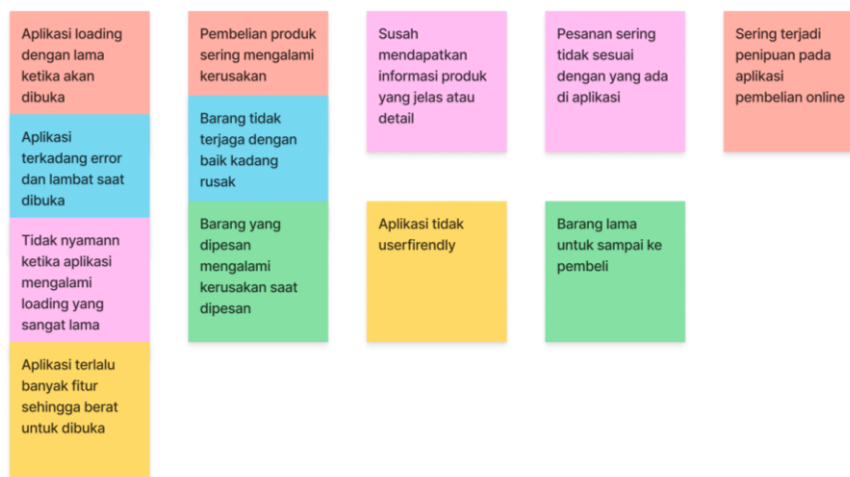 Aplikasi loading
dengan lama
ketika akan
dibuka
Aplikasi
terkadang error
dan lambat saat
dibuka
Tidak nyamann
ketika aplikasi
mengalami
loading yang
sangat lama
Aplikasi terlalu
banyak fitur
sehingga berat
untuk dibuka
Pembelian produk
sering mengalami
kerusakan
Barang tidak
terjaga dengan
baik kadang
rusak
Barang yang
dipesan
mengalami
kerusakan saat
dipesan
Susah
mendapatkan
informasi produk
yang jelas atau
detail
Aplikasi tidak
userfirendly
Pesanan sering
tidak sesuai
dengan yang ada
di aplikasi
Barang lama
untuk sampai ke
pembeli
Sering terjadi
penipuan pada
aplikasi
pembelian online